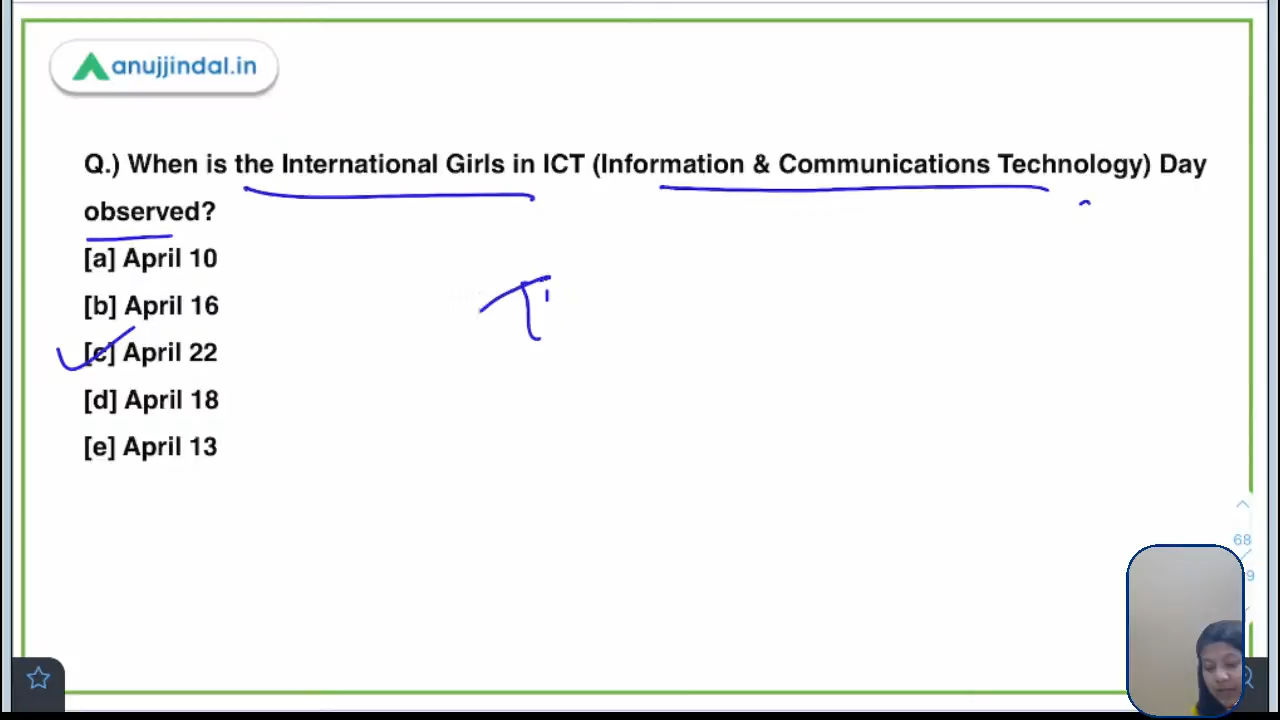 anujjindal.in
Q.) When is the International Girls in ICT (Information & Communications Technology) Day
observed?
[a] April 10
[b] April 16
[c] April 22
[d] April 18
[e] April 13
68